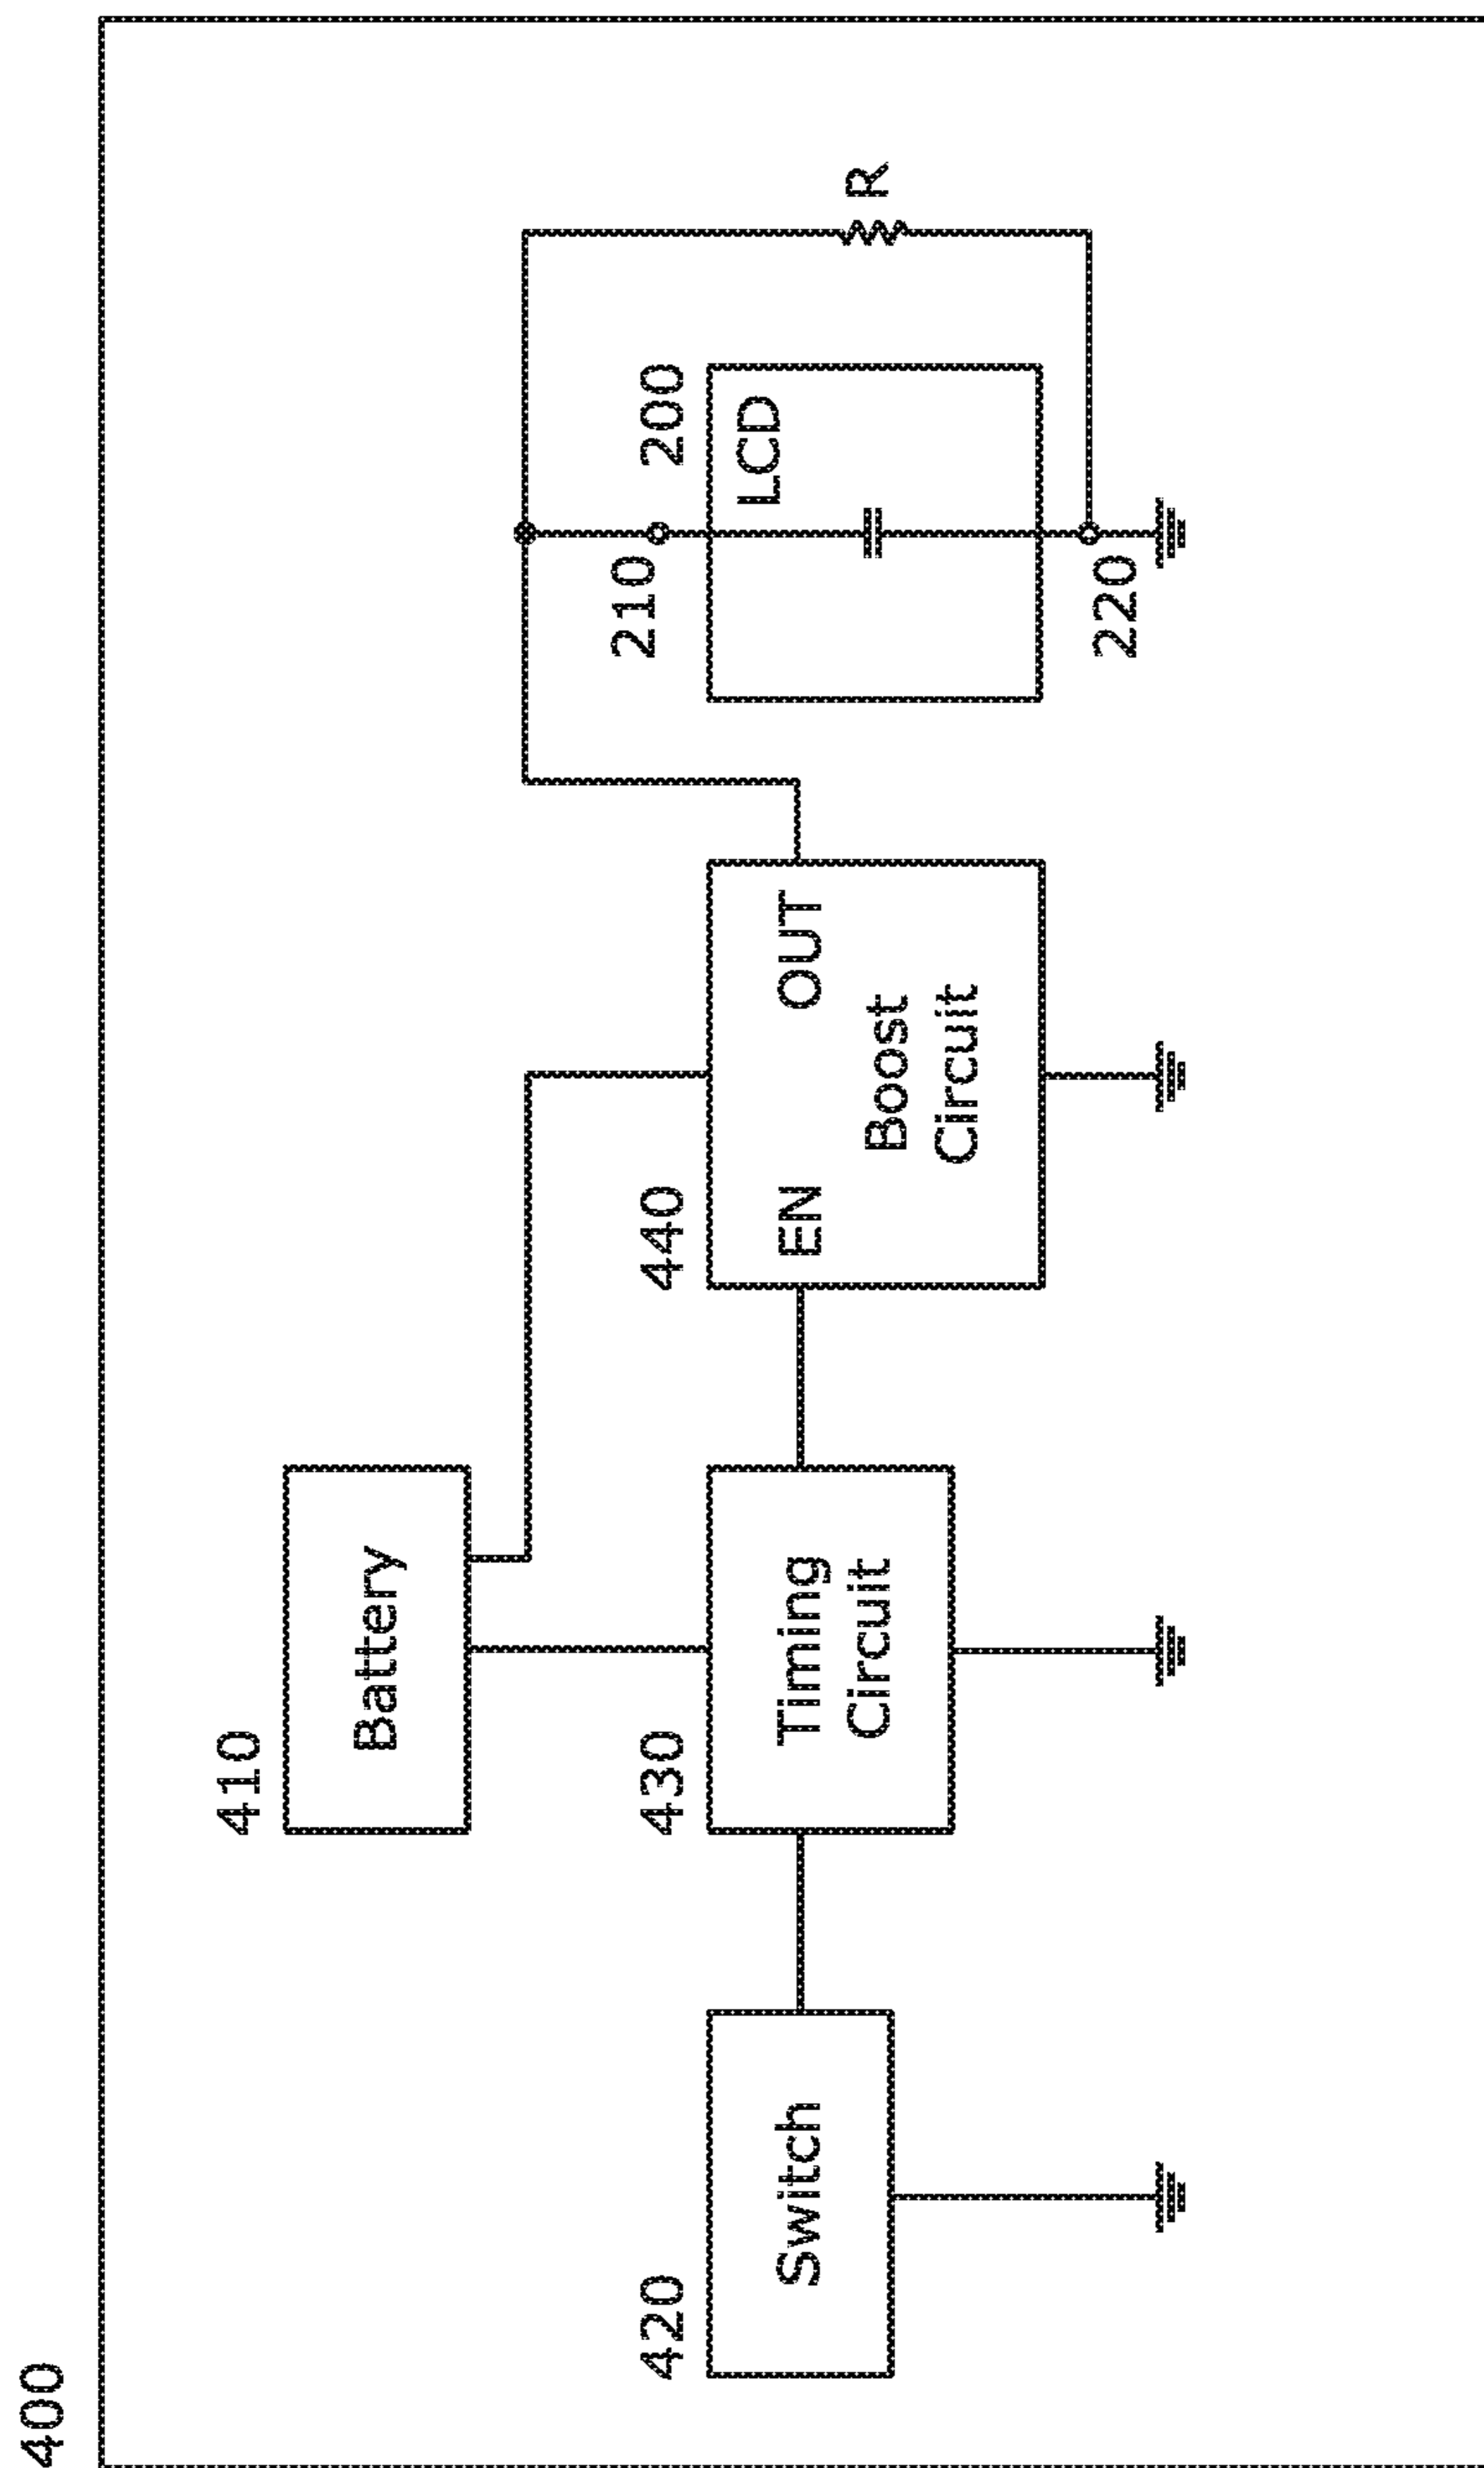 400
410
Battery
420
Switch
430
Timing
Circuit
440
EN
OUT
Boost
Circuit
210
200
LCD
220
R